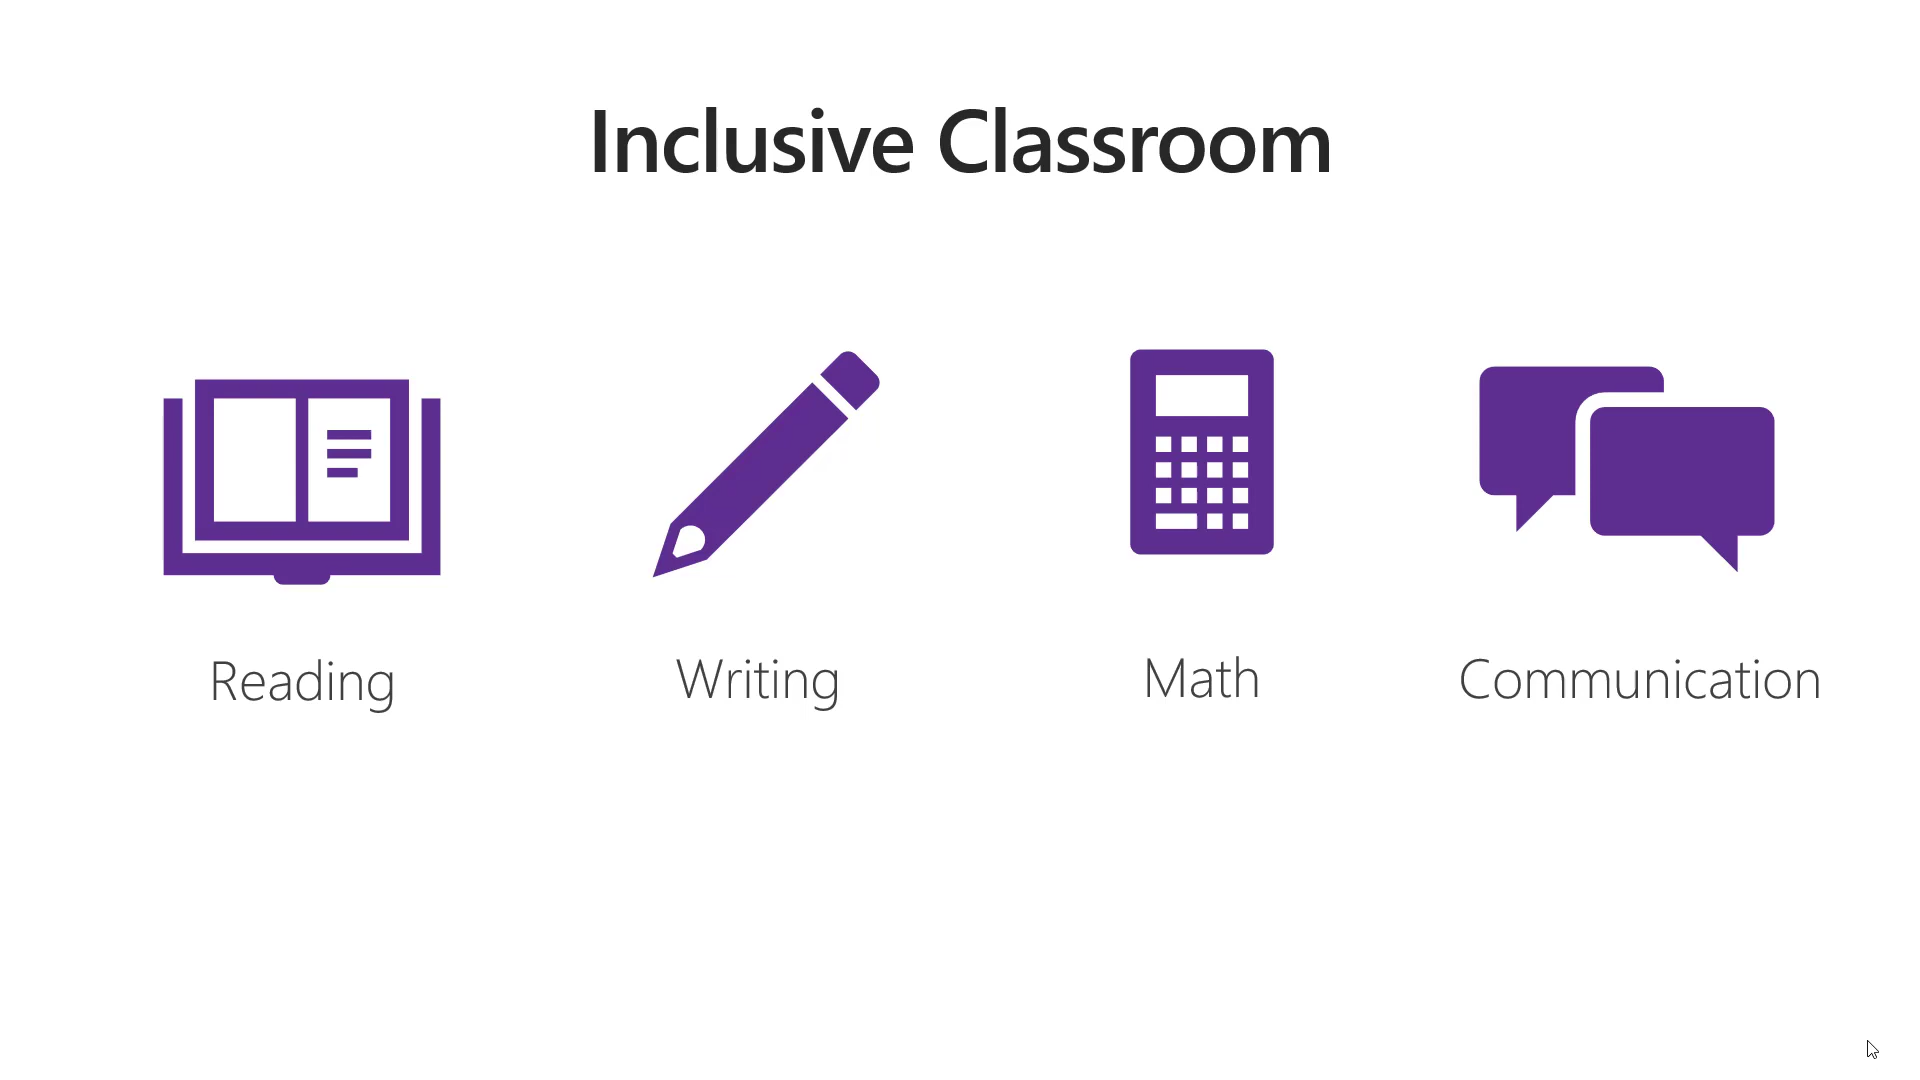 Inclusive Classroom
Reading
Writing
Math
Communication